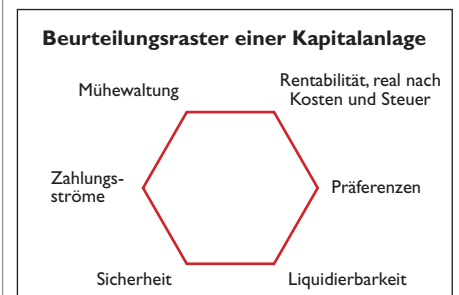 Beurteilungsraster einer Kapitalanlage
Mühewaltung
Rentabilität, real nach
Kosten und Steuer
Zahlungs-
ströme
Präferenzen
Sicherheit
Liquidierbarkeit